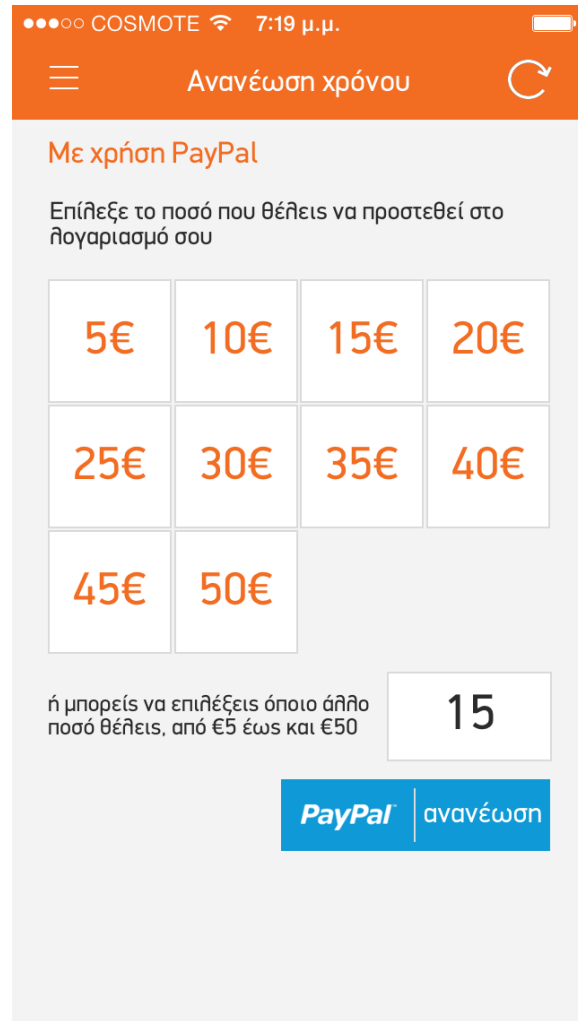 COSMOTE 7:19 μ.μ.
Ανανέωση χρόνου
Με χρήση PayPal
Επίλεξε το ποσό που θέλεις να προστεθεί στο
λογαριασμό σου
5€ 10€ 15€ 20€
25€ 30€ 35€ 40€
45€ 50€
ή μπορείς να επιλέξεις όποιο άλλο
ποσό θέλεις, από €5 έως και €50
15
PayPal™ ανανέωση